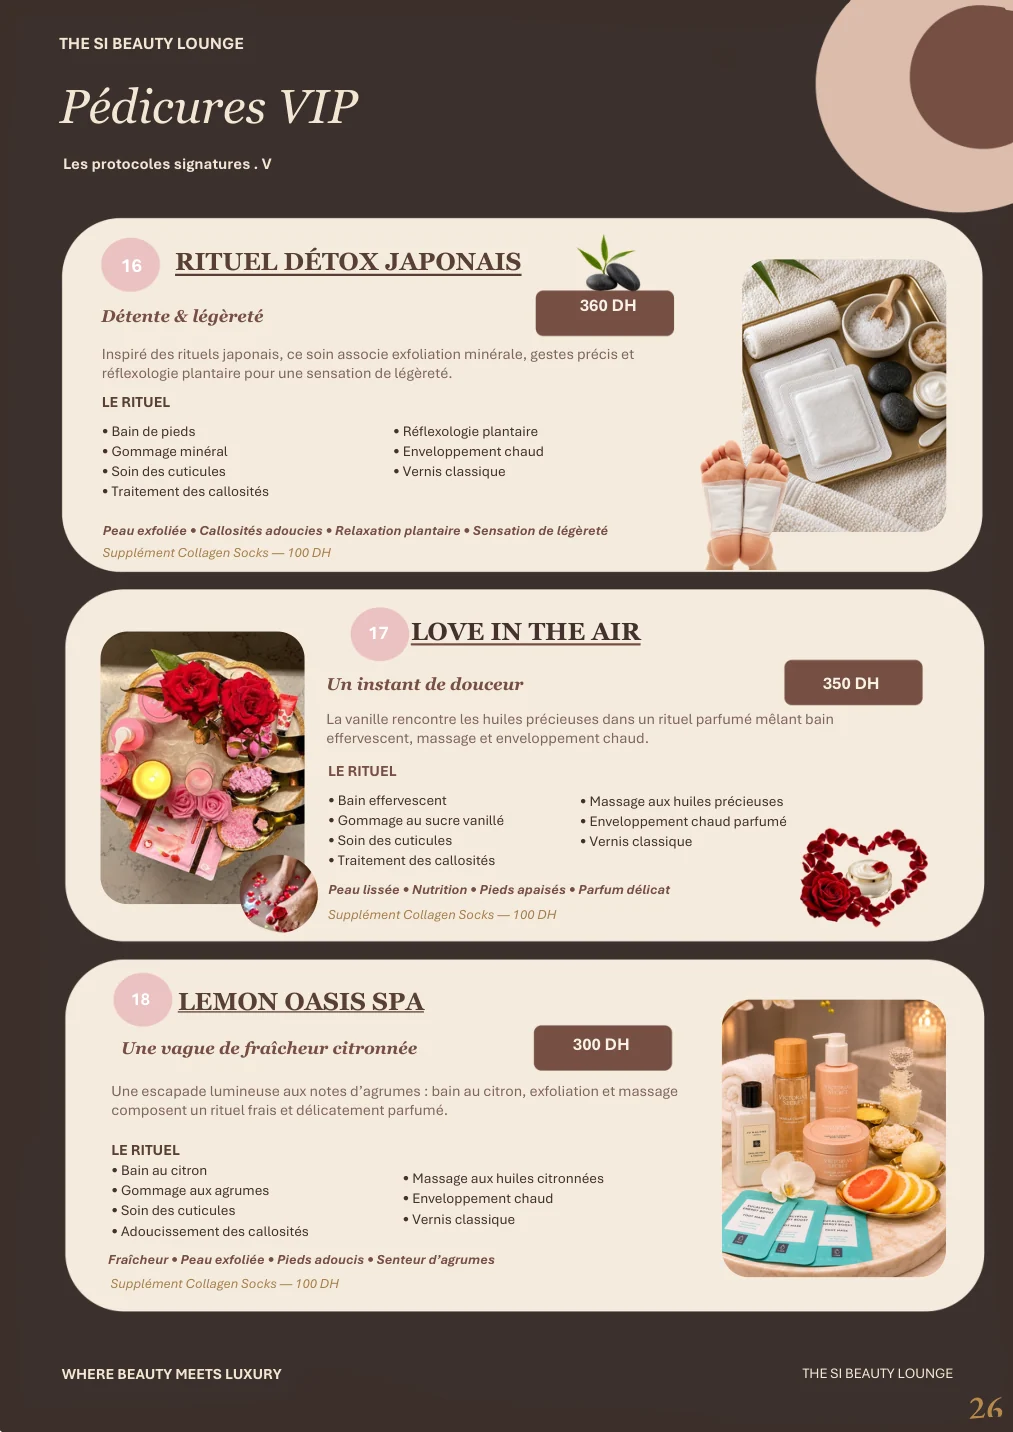 THE SI BEAUTY LOUNGE
Pédicures VIP
Les protocoles signatures . V
16
RITUEL DÉTOX JAPONAIS
360 DH
Détente & légèreté
Inspiré des rituels japonais, ce soin associe exfoliation minérale, gestes précis et
réflexologie plantaire pour une sensation de légèreté.
LE RITUEL
• Bain de pieds
• Gommage minéral
• Soin des cuticules
• Traitement des callosités
• Réflexologie plantaire
• Enveloppement chaud
• Vernis classique
Peau exfoliée • Callosités adoucies • Relaxation plantaire • Sensation de légèreté
Supplément Collagen Socks — 100 DH
17
LOVE IN THE AIR
Un instant de douceur
350 DH
La vanille rencontre les huiles précieuses dans un rituel parfumé mêlant bain
effervescent, massage et enveloppement chaud.
LE RITUEL
• Bain effervescent
• Gommage au sucre vanillé
• Soin des cuticules
• Traitement des callosités
• Massage aux huiles précieuses
• Enveloppement chaud parfumé
• Vernis classique
Peau lissée • Nutrition • Pieds apaisés • Parfum délicat
Supplément Collagen Socks — 100 DH
18
LEMON OASIS SPA
Une vague de fraîcheur citronnée
300 DH
Une escapade lumineuse aux notes d’agrumes : bain au citron, exfoliation et massage
composent un rituel frais et délicatement parfumé.
LE RITUEL
• Bain au citron
• Gommage aux agrumes
• Soin des cuticules
• Adoucissement des callosités
• Massage aux huiles citronnées
• Enveloppement chaud
• Vernis classique
Fraîcheur • Peau exfoliée • Pieds adoucis • Senteur d’agrumes
Supplément Collagen Socks — 100 DH
WHERE BEAUTY MEETS LUXURY
THE SI BEAUTY LOUNGE
26